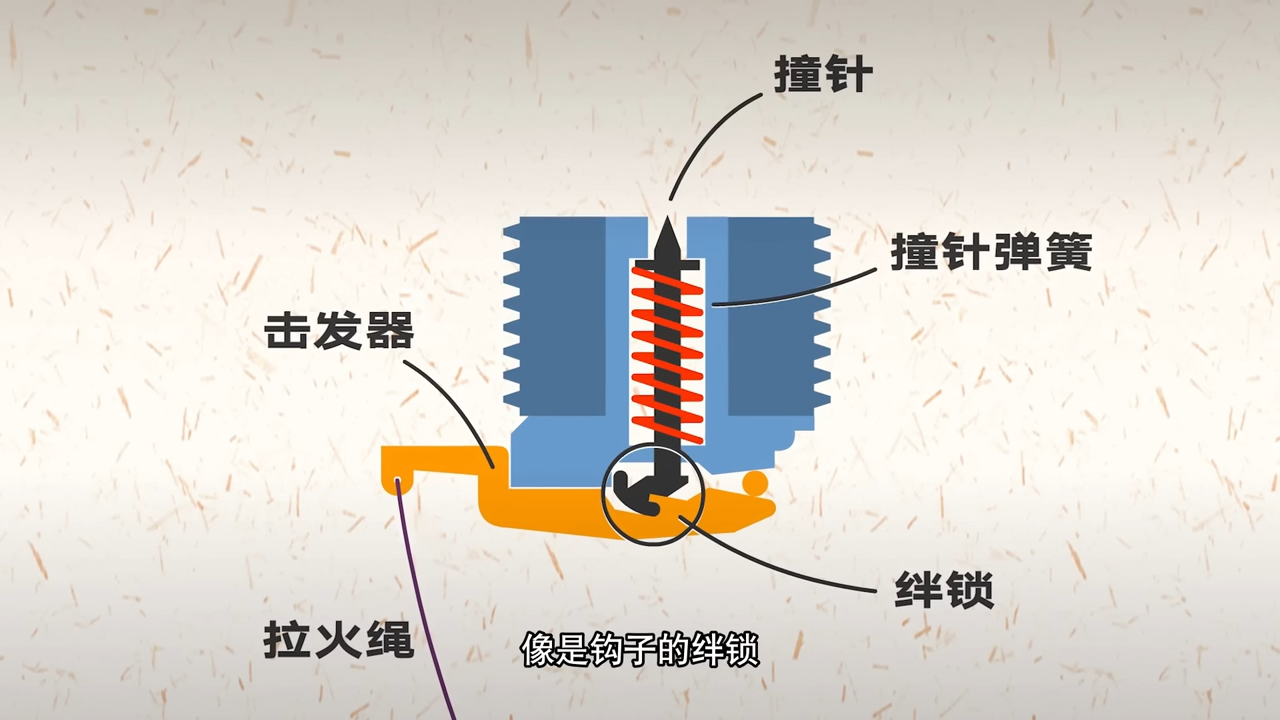 撞针
撞针弹簧
击发器
绊锁
拉火绳
像是钩子的绊锁